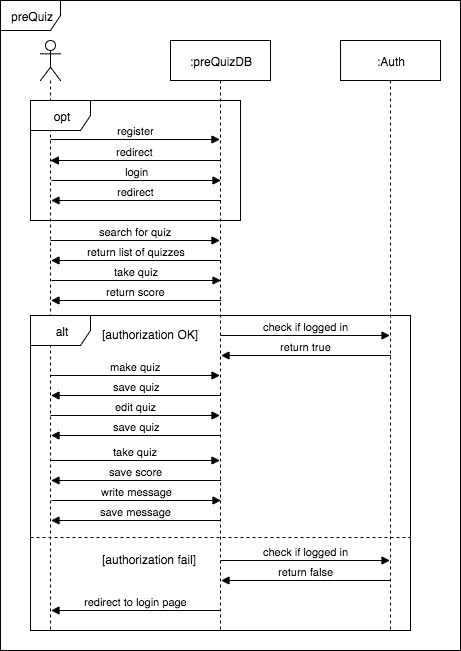 preQuiz
:preQuizDB
:Auth
opt
register
redirect
login
redirect
search for quiz
return list of quizzes
take quiz
return score
alt
[authorization OK]
check if logged in
return true
make quiz
save quiz
edit quiz
save quiz
take quiz
save score
write message
save message
[authorization fail]
check if logged in
return false
redirect to login page